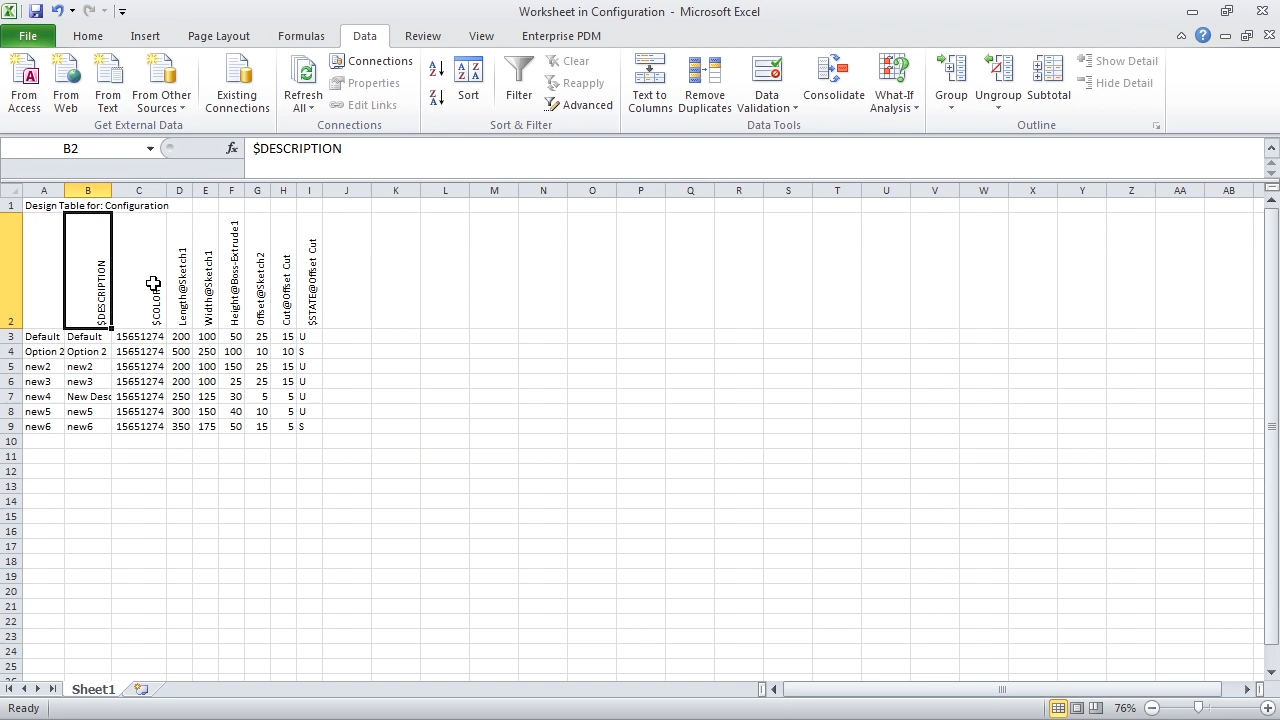 Worksheet in Configuration - Microsoft Excel
File Home Insert Page Layout Formulas Data Review View Enterprise PDM
From Access
From Web
From Text
From Other Sources
Existing Connections
Get External Data
Refresh All
Connections
Properties
Edit Links
Connections
Sort
Filter
Clear
Reapply
Advanced
Sort & Filter
Text to Columns
Remove Duplicates
Data Validation
Consolidate
What-If Analysis
Data Tools
Group
Ungroup
Subtotal
Show Detail
Hide Detail
Outline
B2 fx $DESCRIPTION
A B C D E F G H I J K L M N O P Q R S T U V W X Y Z AA AB
1 Design Table for: Configuration
2 $DESCRIPTION Length@Sketch1 Width@Sketch1 Height@Boss-Extrude1 Offset@Sketch2 Cut@Offset Cut $STATE@Offset Cut
3 Default Default 15651274 200 100 50 25 15 U
4 Option 2 Option 2 15651274 500 250 100 10 10 S
5 new2 new2 15651274 200 100 150 25 15 U
6 new3 new3 15651274 200 100 25 25 15 U
7 new4 New Desc 15651274 250 125 30 5 5 U
8 new5 new5 15651274 300 150 40 10 5 U
9 new6 new6 15651274 350 175 50 15 5 S
10
11
12
13
14
15
16
17
18
19
20
21
22
23
24
25
Sheet1
Ready 76%